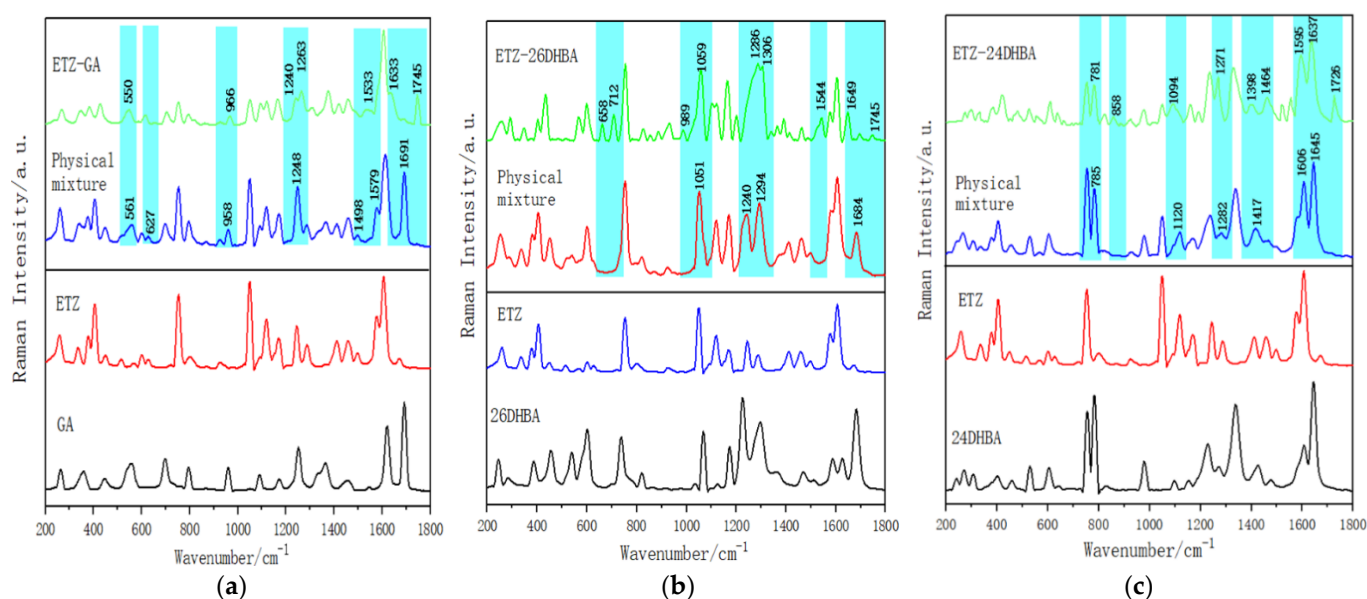 Raman Intensity/a. u.
ETZ-GA
550
966
1240
1263
1533
1633
1745
Physical
mixture
561
627
958
1248
1498
1579
1691
ETZ
GA
200 400 600 800 1000 1200 1400 1600 1800
Wavenumber/cm⁻¹
(a)
Raman Intensity/a. u.
ETZ-26DHBA
658
712
989
1059
1286
1306
1544
1649
1745
Physical
mixture
1051
1240
1294
1684
ETZ
26DHBA
200 400 600 800 1000 1200 1400 1600 1800
Wavenumber/cm⁻¹
(b)
Raman Intensity/a. u.
ETZ-24DHBA
781
858
1094
1271
1398
1464
1595
1637
1726
Physical
mixture
785
1120
1282
1417
1606
1645
ETZ
24DHBA
200 400 600 800 1000 1200 1400 1600 1800
Wavenumber/cm⁻¹
(c)